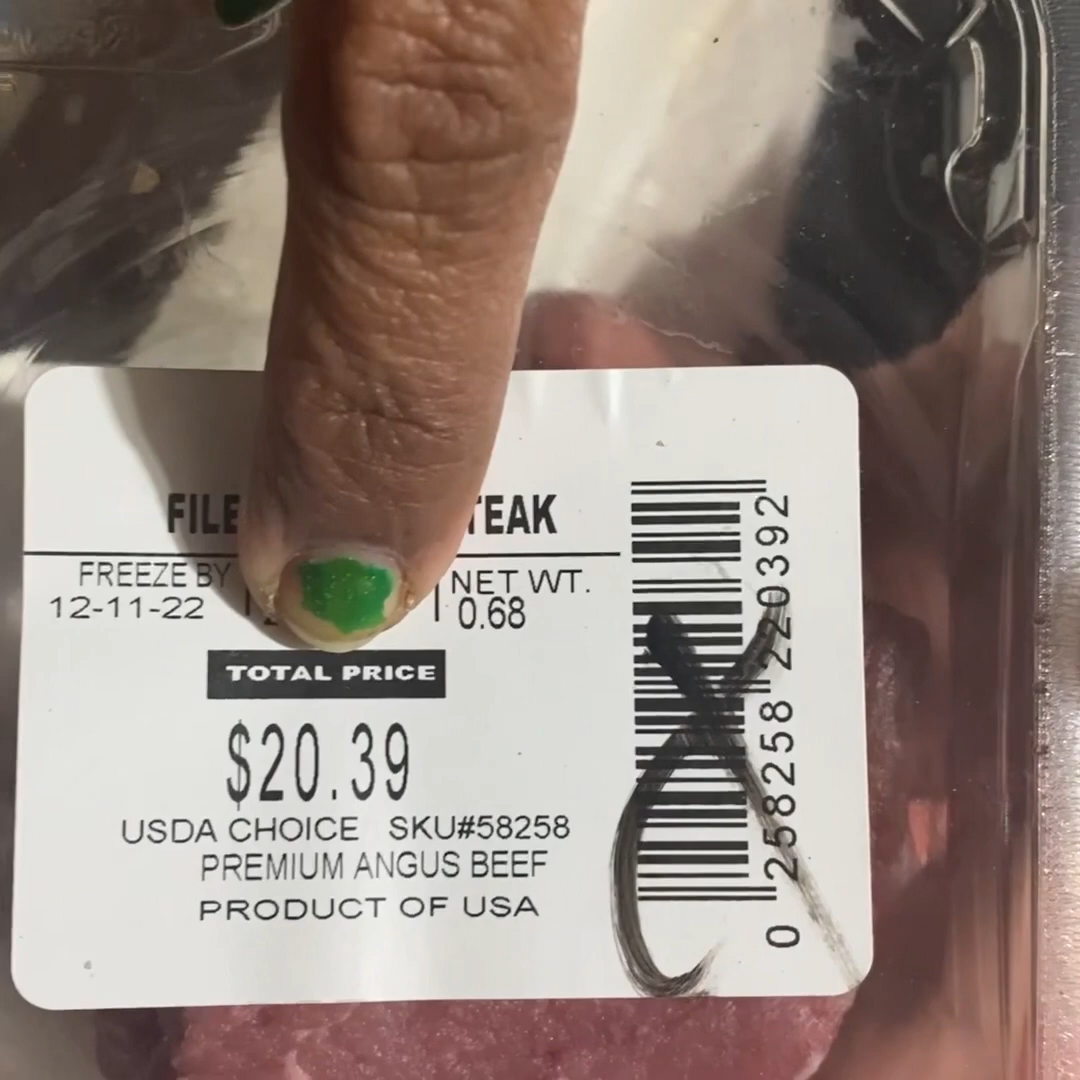 FILE TEAK
FREEZE BY NET WT.
12-11-22 0.68
TOTAL PRICE
$20.39
USDA CHOICE SKU#58258
PREMIUM ANGUS BEEF
PRODUCT OF USA
0 258258 220392